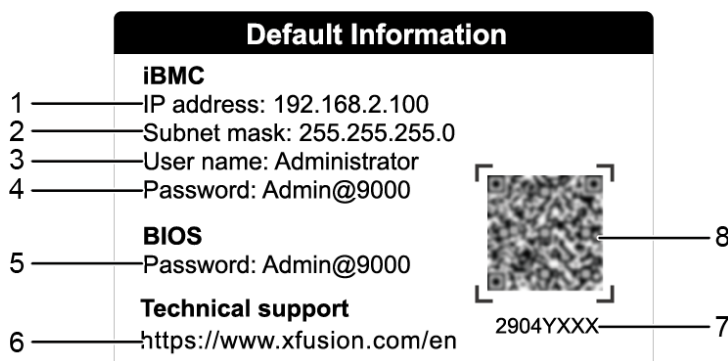 Default Information
iBMC
1 IP address: 192.168.2.100
2 Subnet mask: 255.255.255.0
3 User name: Administrator
4 Password: Admin@9000
BIOS
5 Password: Admin@9000
Technical support
6 https://www.xfusion.com/en
8
2904YXXX 7